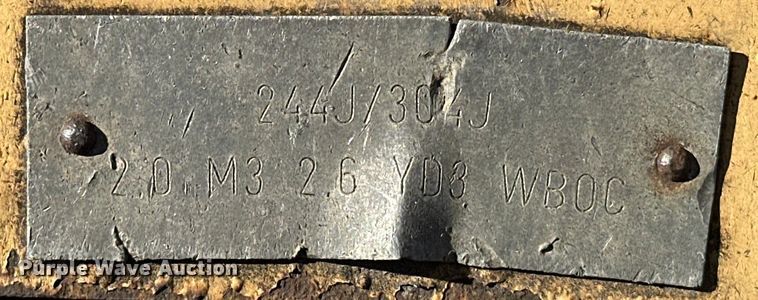 244J/304J
2.0 M3 2.6 YD3 WBOC
Purple Wave Auction